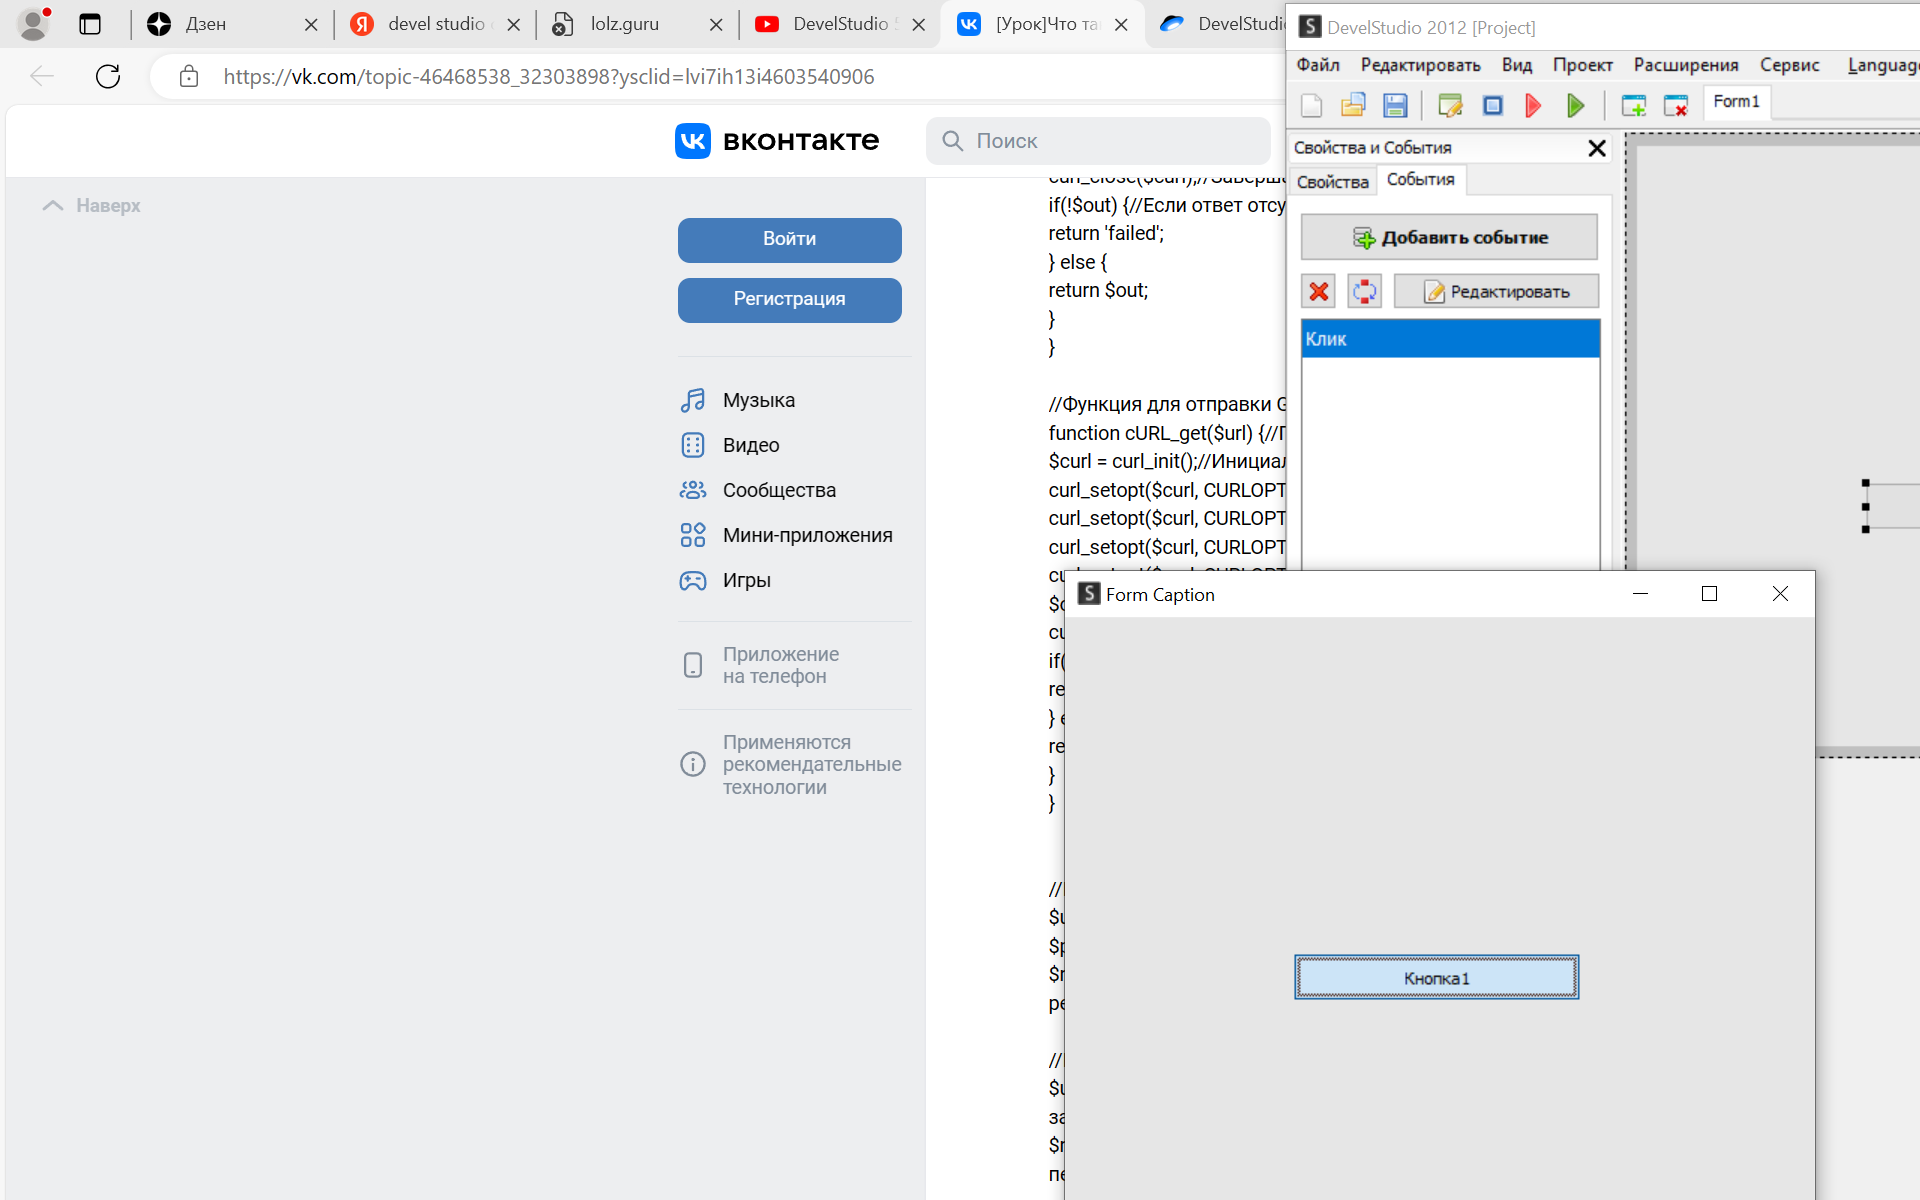 Дзен
devel studio
lolz.guru
DevelStudio
[Урок]Что
DevelStudi
https://vk.com/topic-46468538_32303898?ysclid=lvi7ih13i4603540906
вконтакте
Поиск
Наверх
Войти
Регистрация
Музыка
Видео
Сообщества
Мини-приложения
Игры
Приложение
на телефон
Применяются
рекомендательные
технологии
curl_close($curl);//Заверш
if(!$out) {//Если ответ отсу
return 'failed';
} else {
return $out;
}
}
//Функция для отправки G
function cURL_get($url) {//
$curl = curl_init();//Инициал
curl_setopt($curl, CURLOPT
curl_setopt($curl, CURLOPT
curl_setopt($curl, CURLOPT
$
cu
if(
re
} e
re
}
}
//
$u
$p
$r
ре
//
$u
за
$r
пе
DevelStudio 2012 [Project]
Файл Редактировать Вид Проект Расширения Сервис Language
Form1
Свойства и События
Свойства События
Добавить событие
Редактировать
Клик
Form Caption
Кнопка1